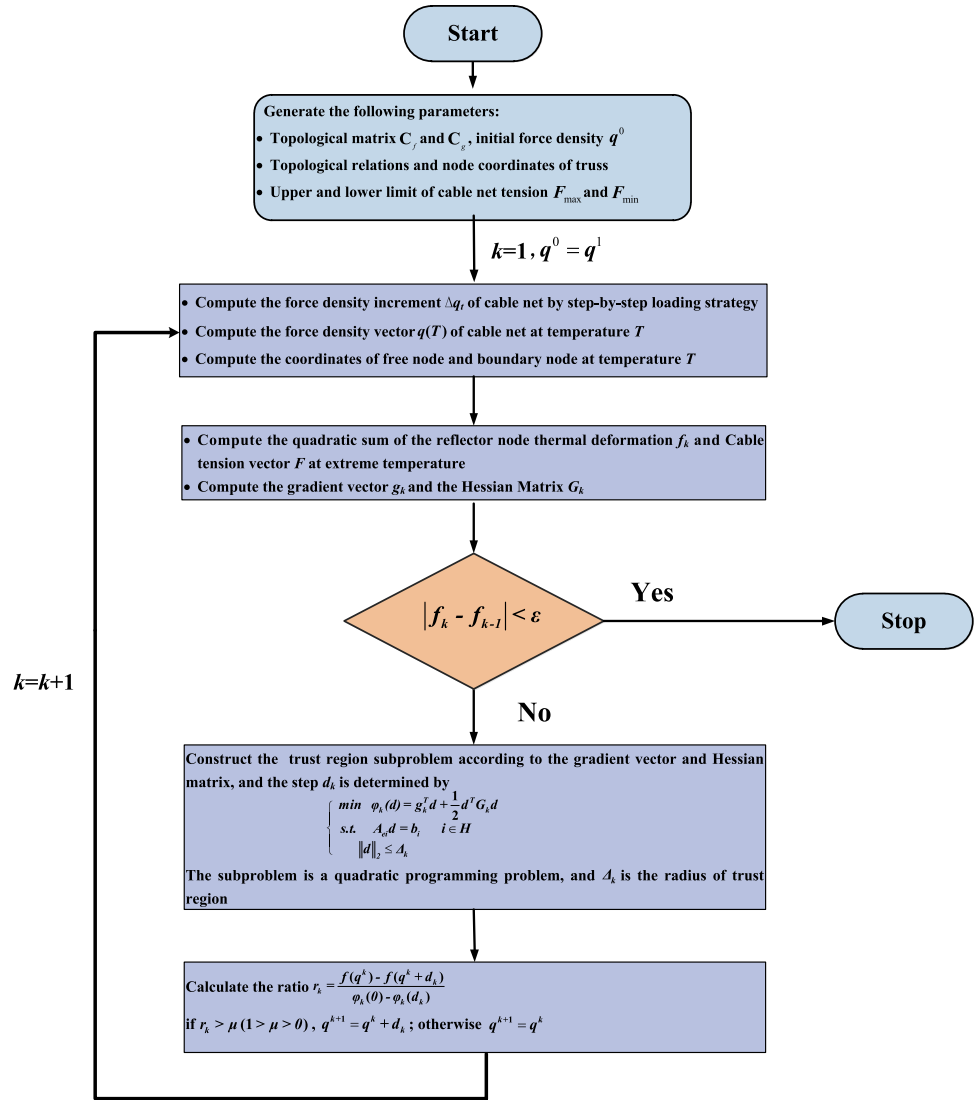 Start
Generate the following parameters:
• Topological matrix C_f and C_g, initial force density q^0
• Topological relations and node coordinates of truss
• Upper and lower limit of cable net tension F_max and F_min
k=1, q^0 = q^1
• Compute the force density increment Δq_t of cable net by step-by-step loading strategy
• Compute the force density vector q(T) of cable net at temperature T
• Compute the coordinates of free node and boundary node at temperature T
• Compute the quadratic sum of the reflector node thermal deformation f_k and Cable
tension vector F at extreme temperature
• Compute the gradient vector g_k and the Hessian Matrix G_k
|f_k - f_{k-1}| < ε
Yes
Stop
No
k=k+1
Construct the trust region subproblem according to the gradient vector and Hessian
matrix, and the step d_k is determined by
min φ_k(d) = g_k^T d + 1/2 d^T G_k d
s.t. A_{ei} d = b_i i ∈ H
‖d‖_2 ≤ Δ_k
The subproblem is a quadratic programming problem, and Δ_k is the radius of trust
region
Calculate the ratio r_k = (f(q^k) - f(q^k + d_k)) / (φ_k(0) - φ_k(d_k))
if r_k > μ (1 > μ > 0) , q^{k+1} = q^k + d_k ; otherwise q^{k+1} = q^k